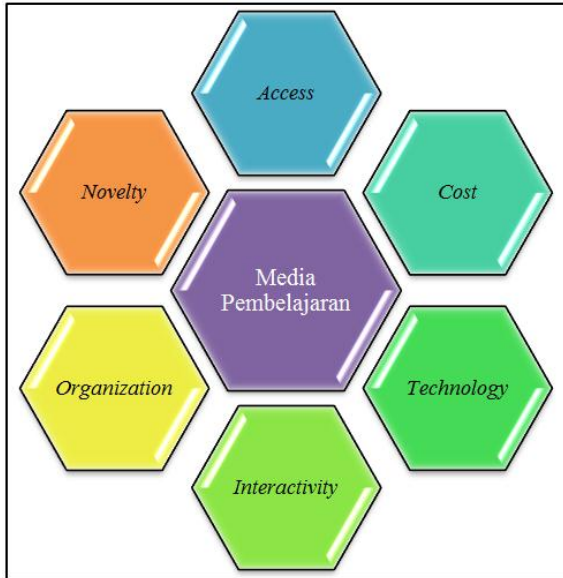 Access
Novelty
Cost
Media
Pembelajaran
Organization
Technology
Interactivity